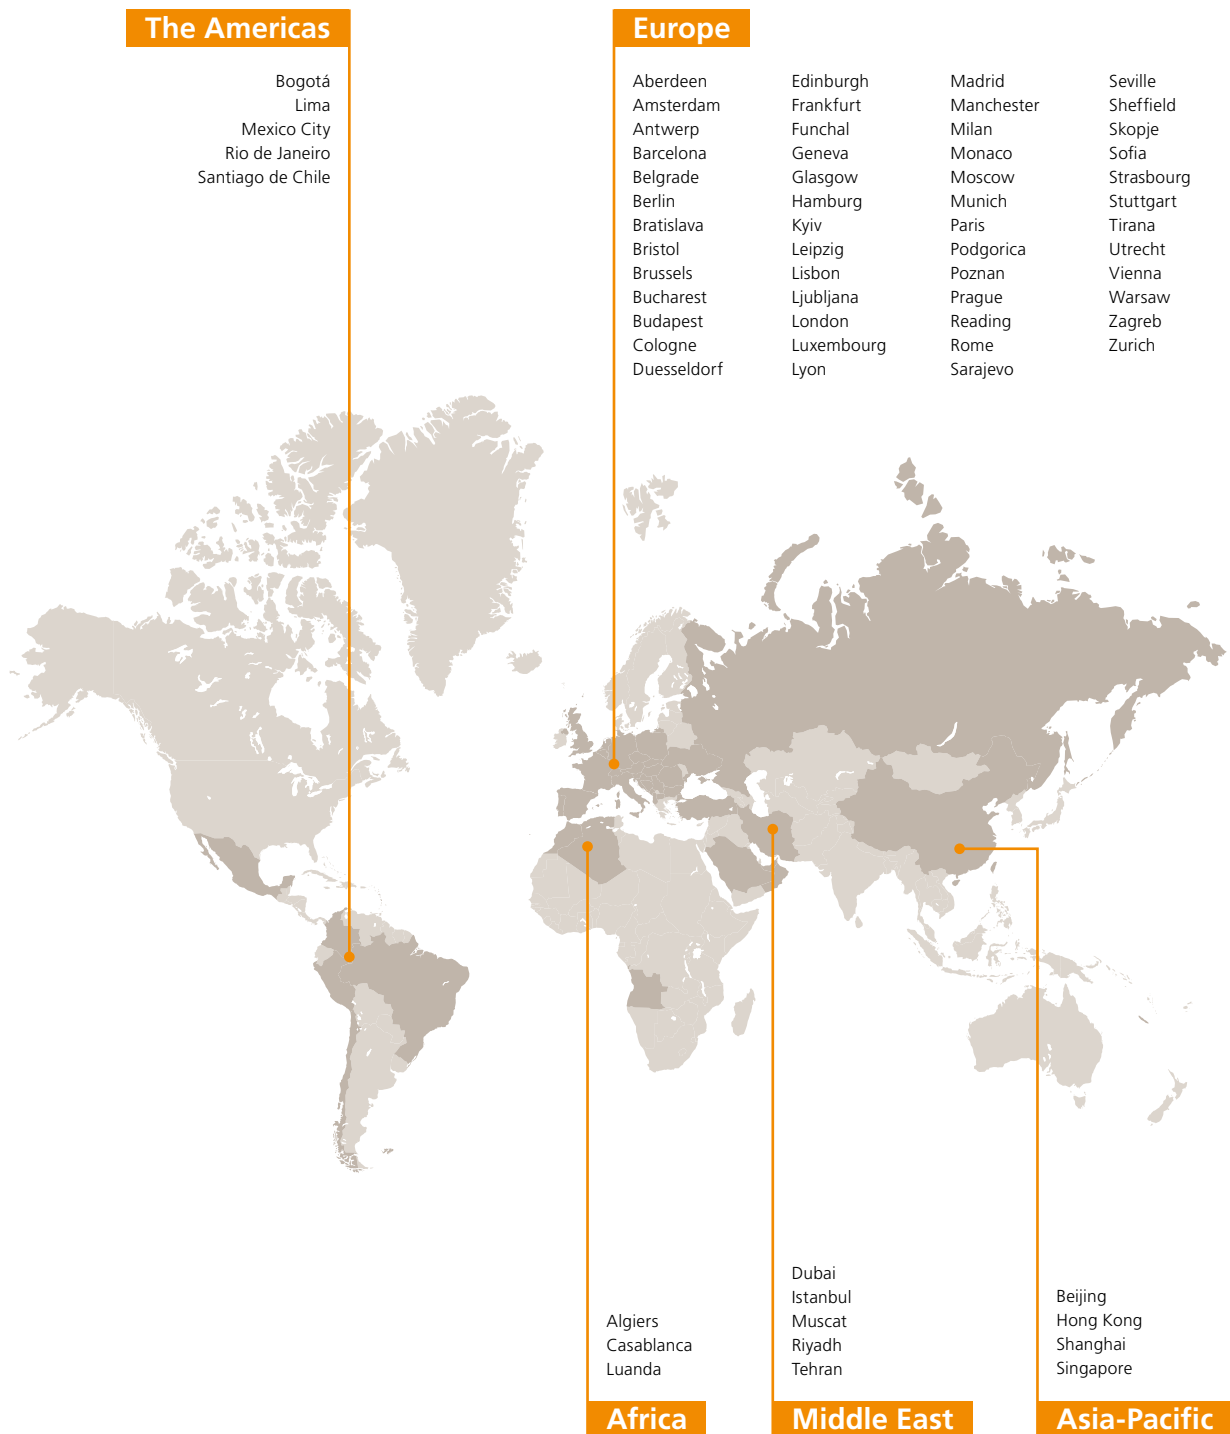 The Americas
Bogotá
Lima
Mexico City
Rio de Janeiro
Santiago de Chile
Europe
Aberdeen
Amsterdam
Antwerp
Barcelona
Belgrade
Berlin
Bratislava
Bristol
Brussels
Bucharest
Budapest
Cologne
Duesseldorf
Edinburgh
Frankfurt
Funchal
Geneva
Glasgow
Hamburg
Kyiv
Leipzig
Lisbon
Ljubljana
London
Luxembourg
Lyon
Madrid
Manchester
Milan
Monaco
Moscow
Munich
Paris
Podgorica
Poznan
Prague
Reading
Rome
Sarajevo
Seville
Sheffield
Skopje
Sofia
Strasbourg
Stuttgart
Tirana
Utrecht
Vienna
Warsaw
Zagreb
Zurich
Algiers
Casablanca
Luanda
Africa
Dubai
Istanbul
Muscat
Riyadh
Tehran
Middle East
Beijing
Hong Kong
Shanghai
Singapore
Asia-Pacific